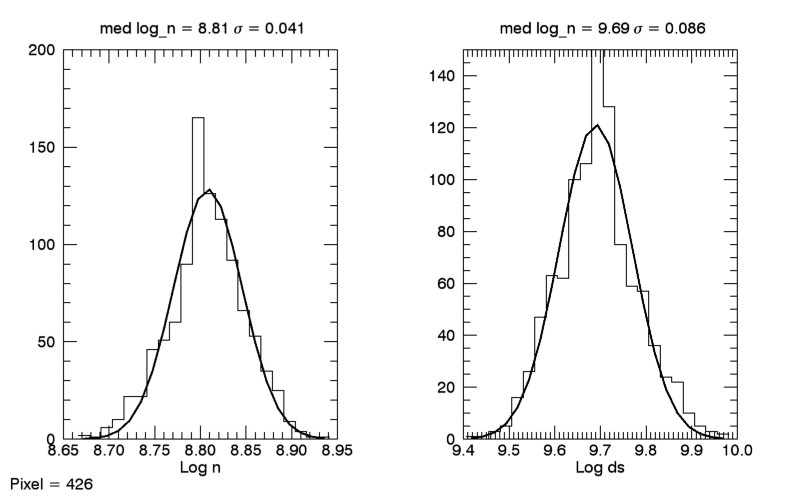 med log_n = 8.81 σ = 0.041
med log_n = 9.69 σ = 0.086
200
150
100
50
0
8.65 8.70 8.75 8.80 8.85 8.90 8.95
Log n
140
120
100
80
60
40
20
0
9.4 9.5 9.6 9.7 9.8 9.9 10.0
Log ds
Pixel = 426